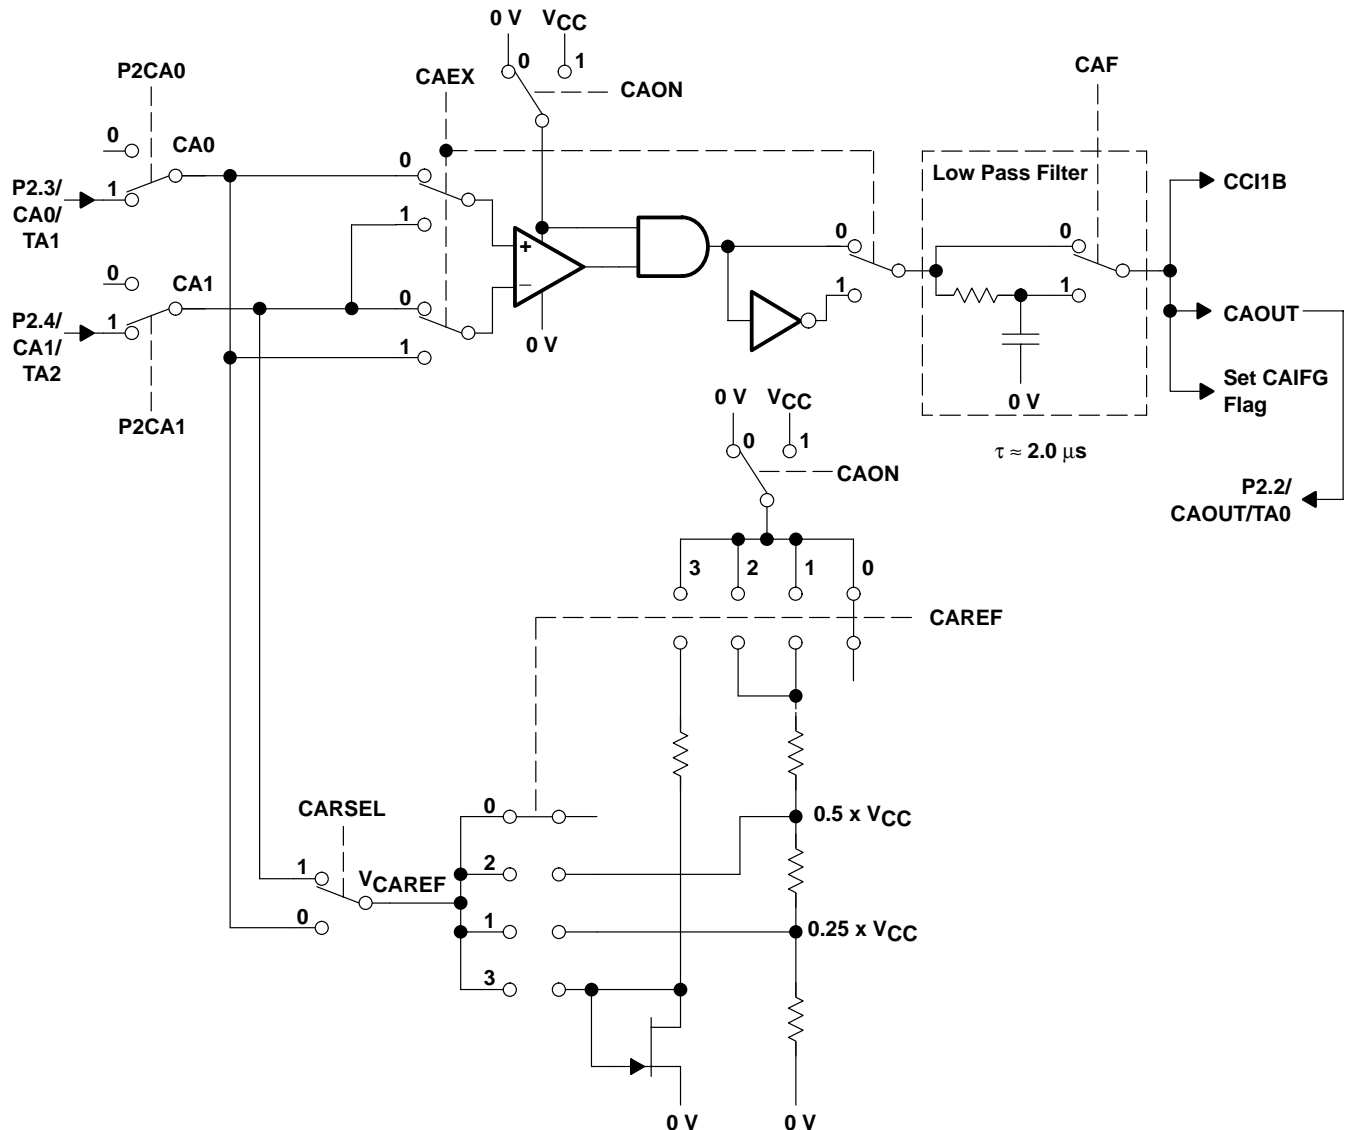 0 V VCC
0 1
CAON
P2CA0
CAEX
CAF
0
CA0
1
P2.3/
CA0/
TA1
0
1
0
CA1
1
P2.4/
CA1/
TA2
0
1
P2CA1
+
−
0 V
0
1
Low Pass Filter
0
1
0 V
τ ≈ 2.0 μs
CCI1B
CAOUT
Set CAIFG
Flag
P2.2/
CAOUT/TA0
0 V VCC
0 1
CAON
3 2 1 0
CAREF
CARSEL
1
0
VCAREF
0
2
1
3
0.5 x VCC
0.25 x VCC
0 V 0 V